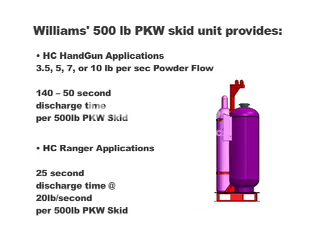 Williams' 500 lb PKW skid unit provides:
• HC HandGun Applications
3.5, 5, 7, or 10 lb per sec Powder Flow
140 – 50 second
discharge time
per 500lb PKW Skid
• HC Ranger Applications
25 second
discharge time @
20lb/second
per 500lb PKW Skid